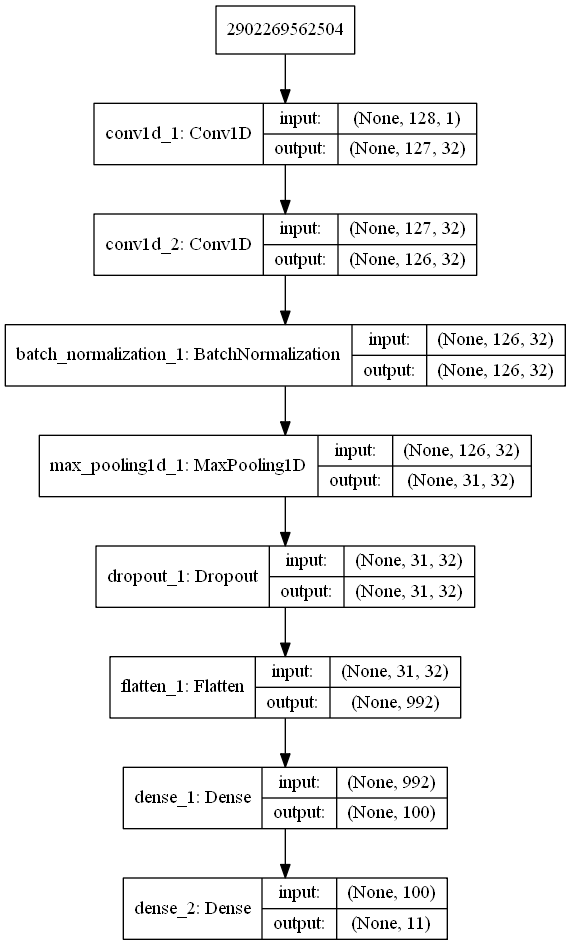 2902269562504
conv1d_1: Conv1D
input: (None, 128, 1)
output: (None, 127, 32)
conv1d_2: Conv1D
input: (None, 127, 32)
output: (None, 126, 32)
batch_normalization_1: BatchNormalization
input: (None, 126, 32)
output: (None, 126, 32)
max_pooling1d_1: MaxPooling1D
input: (None, 126, 32)
output: (None, 31, 32)
dropout_1: Dropout
input: (None, 31, 32)
output: (None, 31, 32)
flatten_1: Flatten
input: (None, 31, 32)
output: (None, 992)
dense_1: Dense
input: (None, 992)
output: (None, 100)
dense_2: Dense
input: (None, 100)
output: (None, 11)